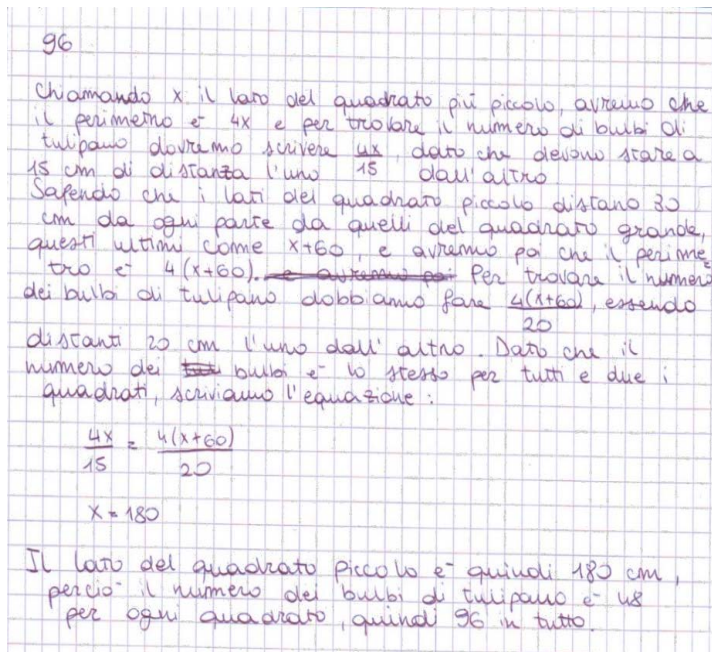 96
Chiamando x il lato del quadrato più piccolo, avremo che
il perimetro è 4x e per trovare il numero di bulbi di
tulipano dovremo scrivere 4x/15, dato che devono stare a
15 cm di distanza l'uno dall'altro
Sapendo che i lati del quadrato piccolo distano 30
cm da ogni parte da quelli del quadrato grande,
questi ultimi come x+60, e avremo poi che il perime
tro è 4(x+60). e avremo poi Per trovare il numero
dei bulbi di tulipano dobbiamo fare 4(x+60)/20, essendo
distanti 20 cm l'uno dall'altro. Dato che il
numero dei bulbi è lo stesso per tutti e due i
quadrati, scriviamo l'equazione:
4x/15 = 4(x+60)/20
x = 180
Il lato del quadrato piccolo è quindi 180 cm,
perciò il numero dei bulbi di tulipano è 48
per ogni quadrato, quindi 96 in tutto.